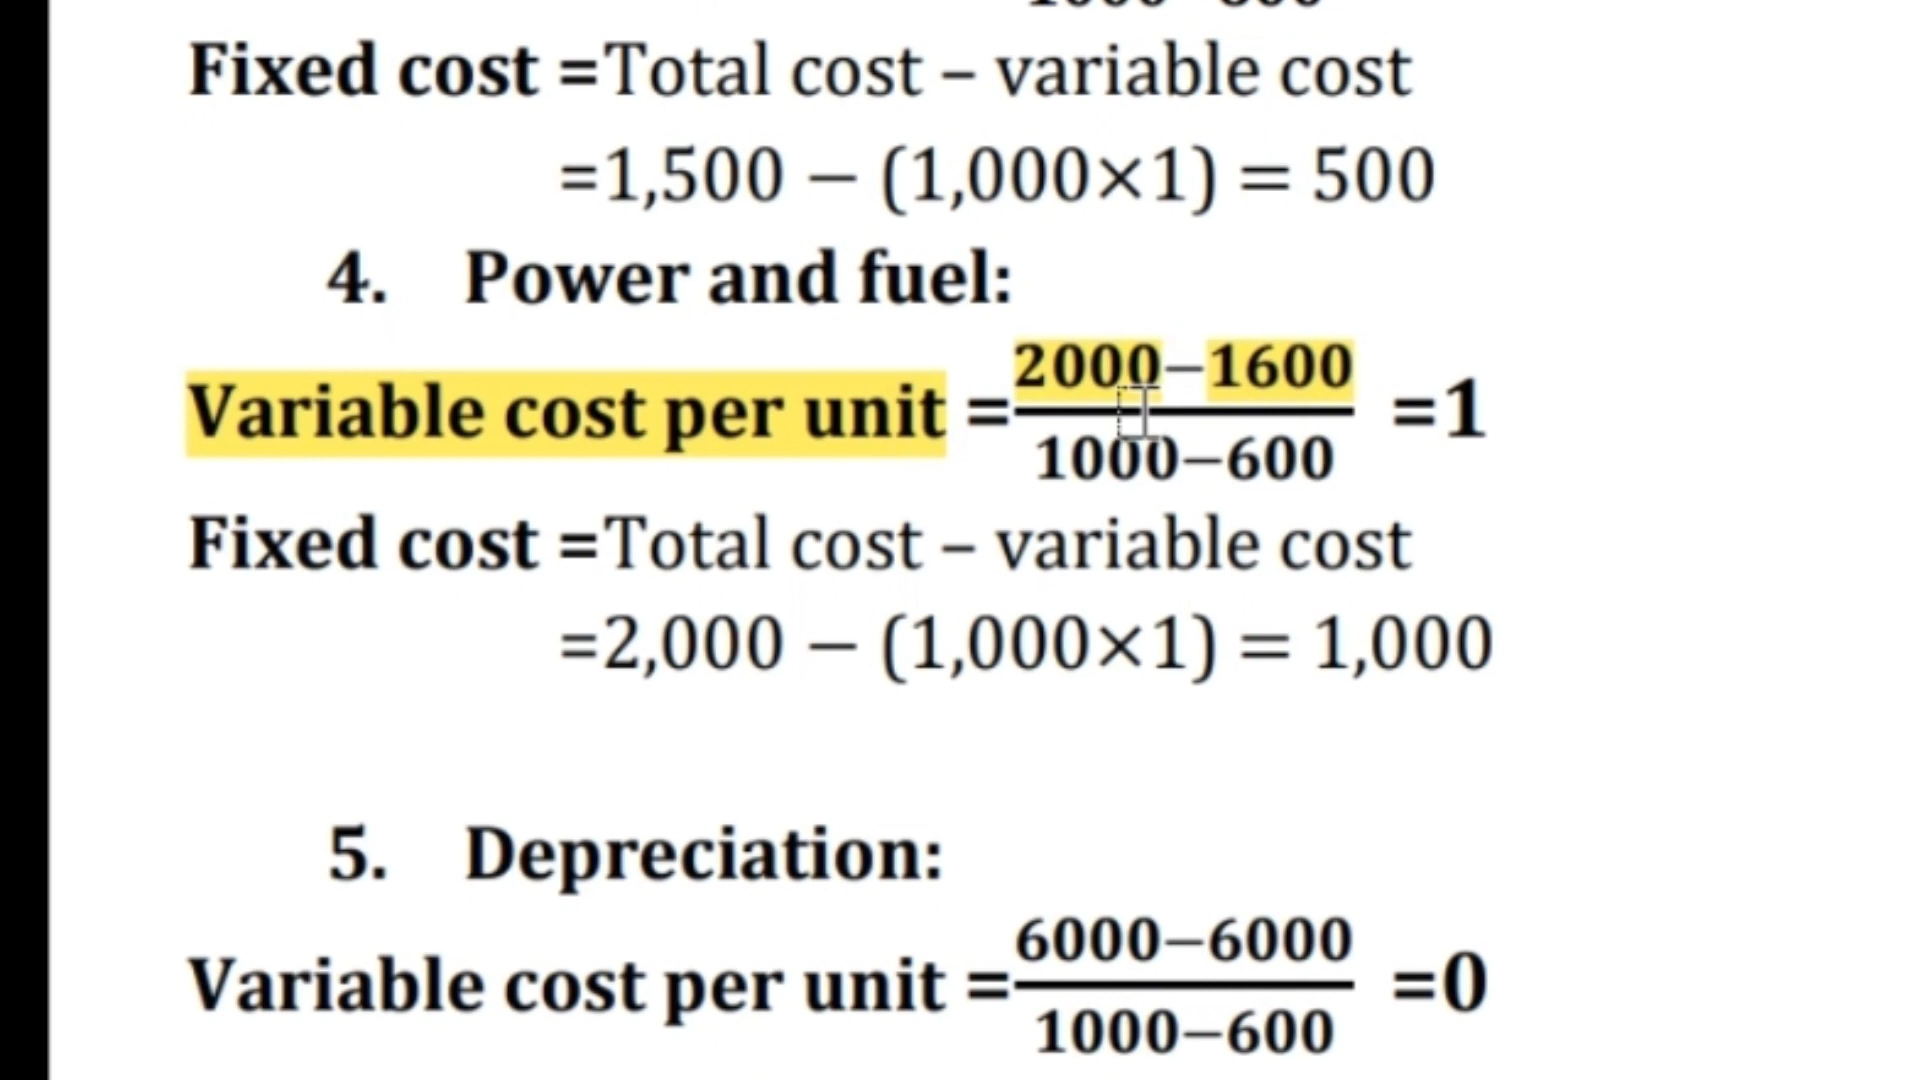 Fixed cost =Total cost – variable cost
=1,500 – (1,000×1) = 500
4. Power and fuel:
Variable cost per unit = 2000–1600 / 1000–600 =1
Fixed cost =Total cost – variable cost
=2,000 – (1,000×1) = 1,000
5. Depreciation:
Variable cost per unit = 6000–6000 / 1000–600 =0